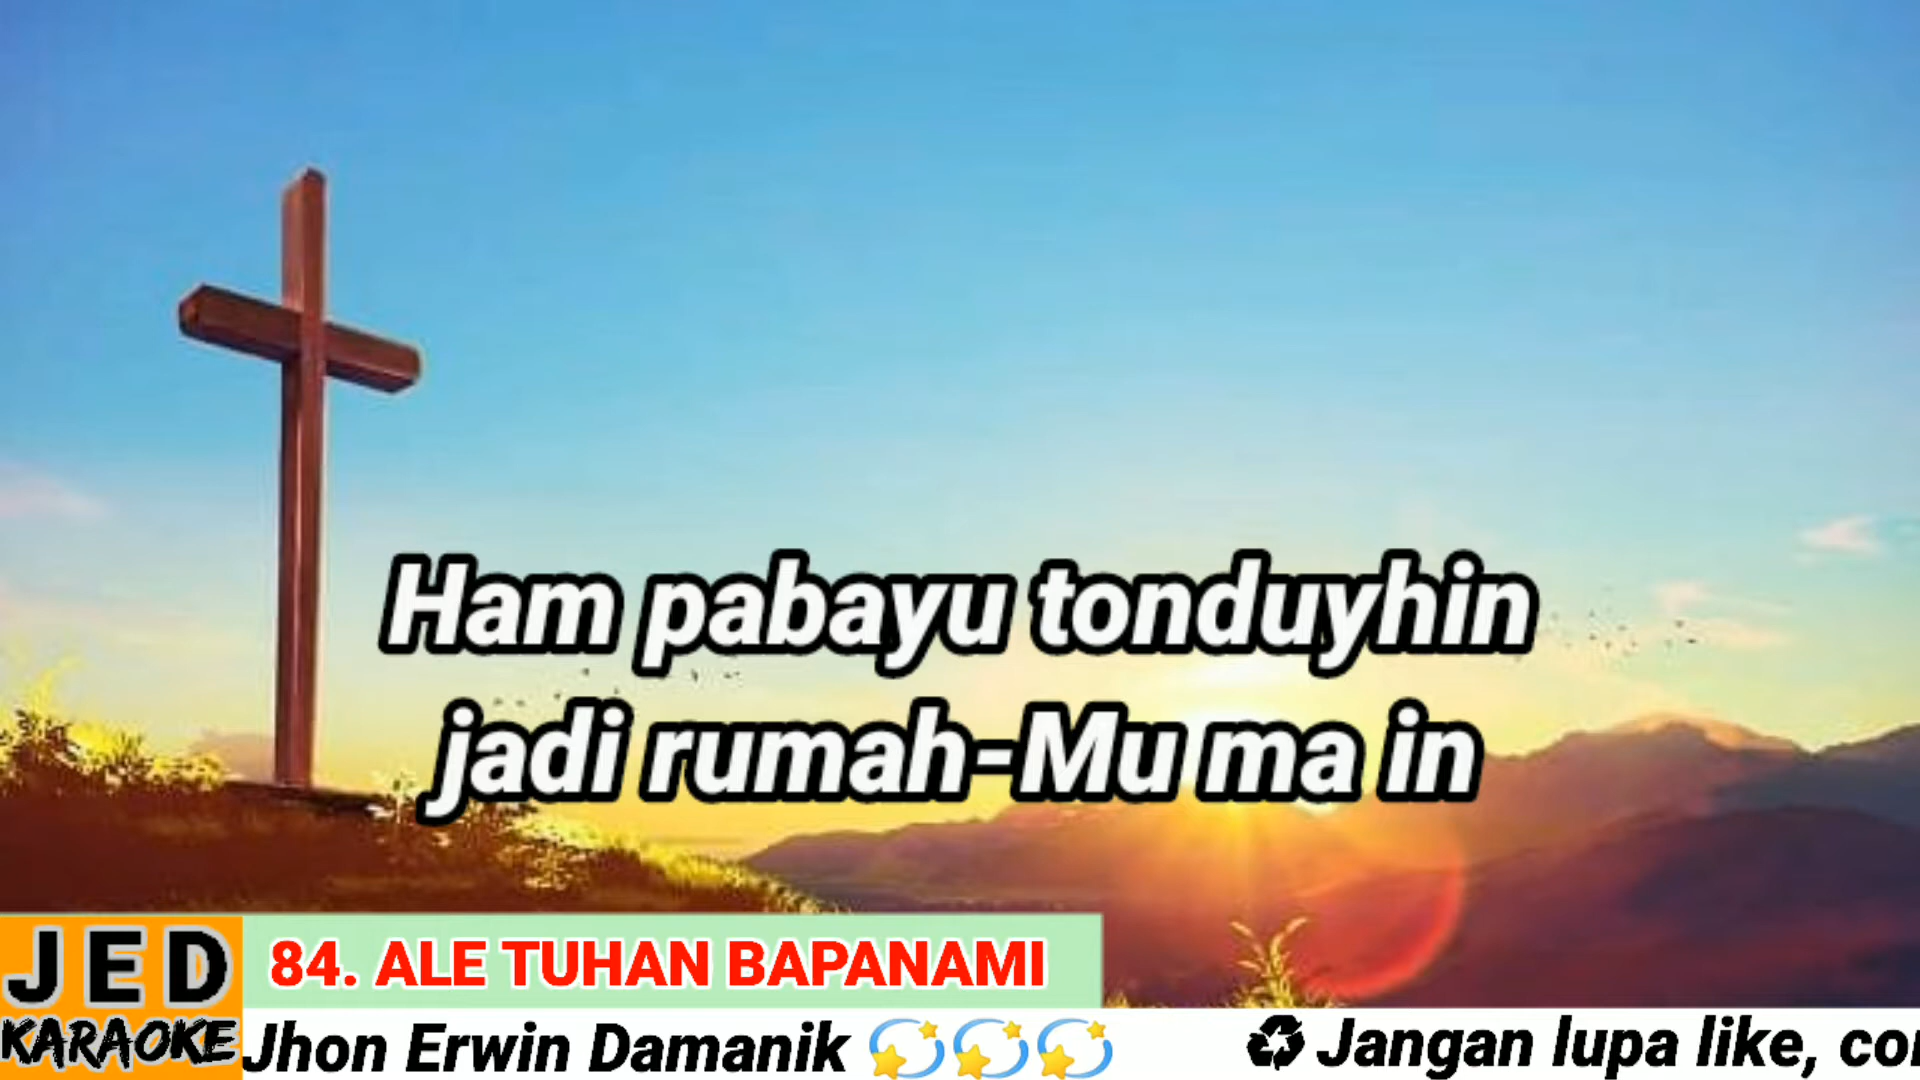 Ham pabayu tonduyhin
jadi rumah-Mu ma in
JED
KARAOKE
84. ALE TUHAN BAPANAMI
Jhon Erwin Damanik 💫💫💫 ♻ Jangan lupa like,